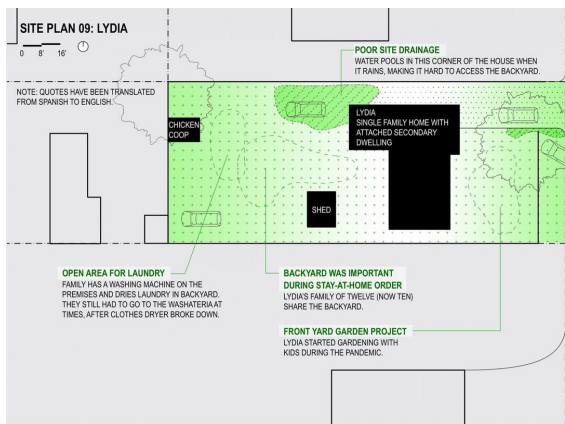 SITE PLAN 09: LYDIA
0 8' 16'
NOTE: QUOTES HAVE BEEN TRANSLATED
FROM SPANISH TO ENGLISH.
POOR SITE DRAINAGE
WATER POOLS IN THIS CORNER OF THE HOUSE WHEN
IT RAINS, MAKING IT HARD TO ACCESS THE BACKYARD.
CHICKEN
COOP
LYDIA
SINGLE FAMILY HOME WITH
ATTACHED SECONDARY
DWELLING
SHED
OPEN AREA FOR LAUNDRY
FAMILY HAS A WASHING MACHINE ON THE
PREMISES AND DRIES LAUNDRY IN BACKYARD.
THEY STILL HAD TO GO TO THE WASHATERIA AT
TIMES, AFTER CLOTHES DRYER BROKE DOWN.
BACKYARD WAS IMPORTANT
DURING STAY-AT-HOME ORDER
LYDIA'S FAMILY OF TWELVE (NOW TEN)
SHARE THE BACKYARD.
FRONT YARD GARDEN PROJECT
LYDIA STARTED GARDENING WITH
KIDS DURING THE PANDEMIC.